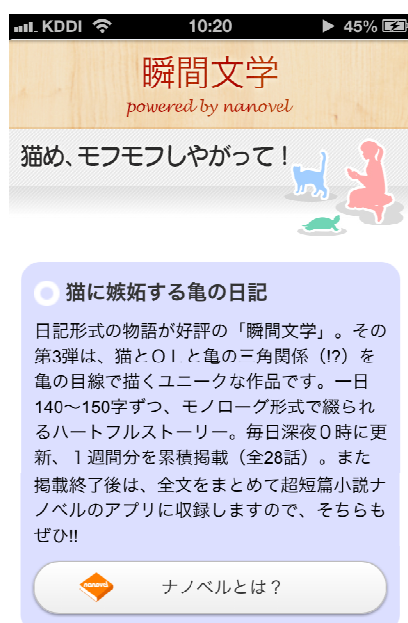 KDDI 10:20 45%
瞬間文学
powered by nanovel
猫め、モフモフしやがって！
猫に嫉妬する亀の日記
日記形式の物語が好評の「瞬間文学」。その
第3弾は、猫とＯＬと亀の三角関係（!?）を
亀の目線で描くユニークな作品です。一日
140〜150字ずつ、モノローグ形式で綴られ
るハートフルストーリー。毎日深夜０時に更
新、１週間分を累積掲載（全28話）。また
掲載終了後は、全文をまとめて超短篇小説ナ
ノベルのアプリに収録しますので、そちらも
ぜひ!!
nanovel ナノベルとは？